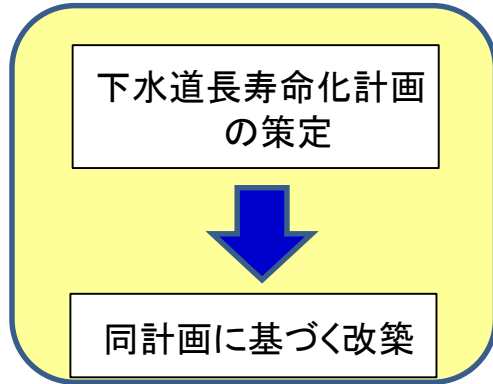 下水道長寿命化計画
の策定
同計画に基づく改築